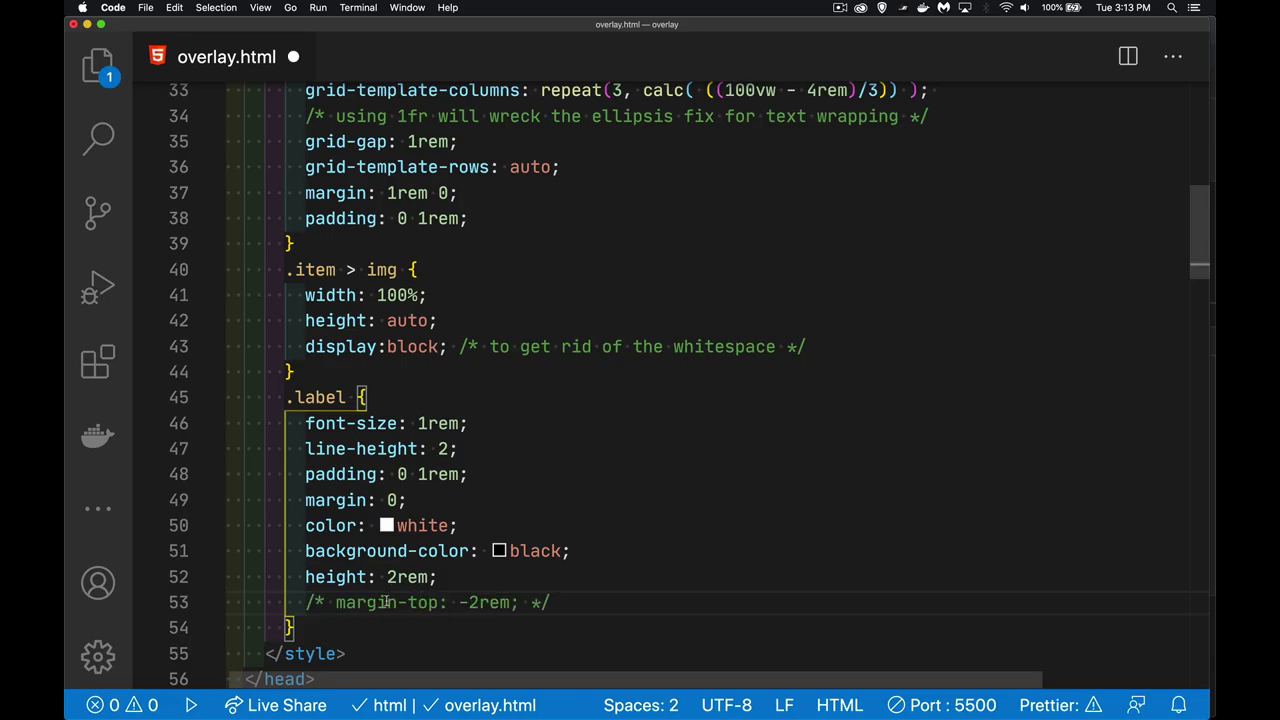 Code File Edit Selection View Go Run Terminal Window Help 100% Tue 3:13 PM
overlay.html — overlay
overlay.html
1
33 grid-template-columns: repeat(3, calc( ((100vw - 4rem)/3)) );
34 /* using 1fr will wreck the ellipsis fix for text wrapping */
35 grid-gap: 1rem;
36 grid-template-rows: auto;
37 margin: 1rem 0;
38 padding: 0 1rem;
39 }
40 .item > img {
41 width: 100%;
42 height: auto;
43 display:block; /* to get rid of the whitespace */
44 }
45 .label {
46 font-size: 1rem;
47 line-height: 2;
48 padding: 0 1rem;
49 margin: 0;
50 color: white;
51 background-color: black;
52 height: 2rem;
53 /* margin-top: -2rem; */
54 }
55 </style>
56 </head>
0 0 Live Share html overlay.html Spaces: 2 UTF-8 LF HTML Port : 5500 Prettier: